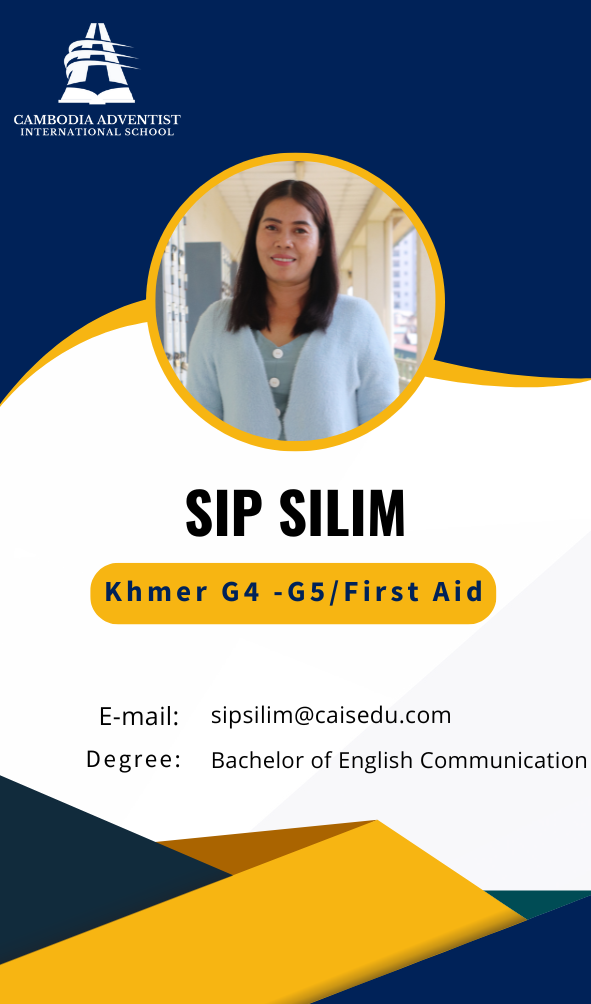 CAMBODIA ADVENTIST
INTERNATIONAL SCHOOL
SIP SILIM
Khmer G4 -G5/First Aid
E-mail: sipsilim@caisedu.com
Degree: Bachelor of English Communication